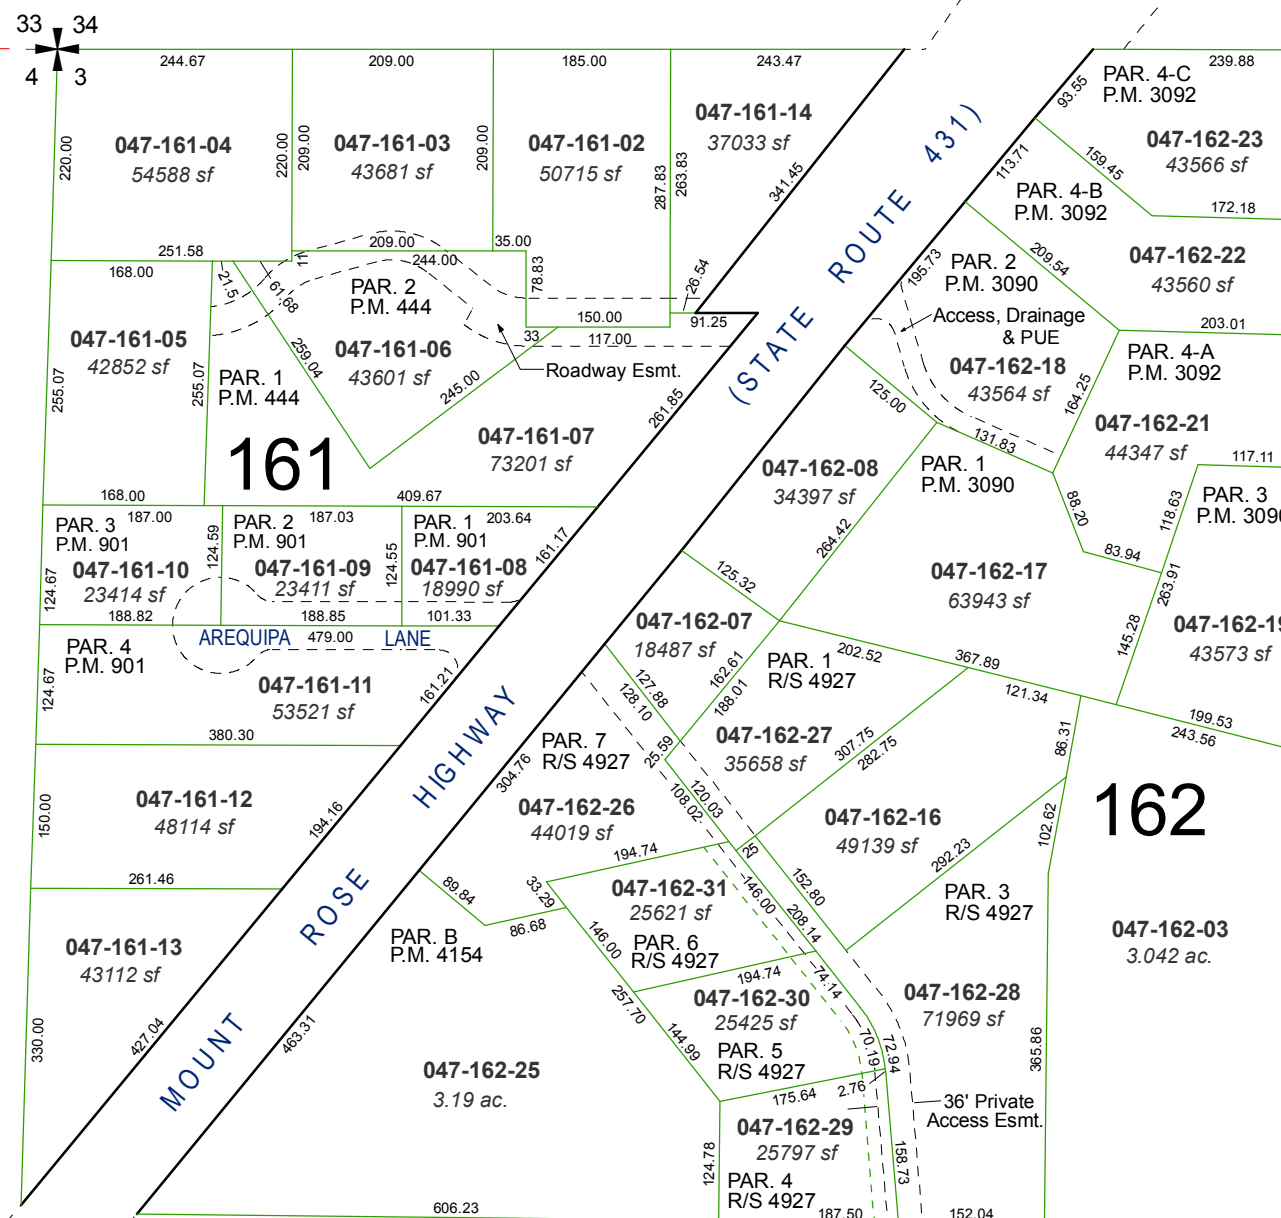 33 34
4 3
244.67
209.00
185.00
243.47
239.88
220.00
047-161-04
54588 sf
220.00
209.00
047-161-03
43681 sf
209.00
047-161-02
50715 sf
287.83
263.83
047-161-14
37033 sf
341.45
93.55
PAR. 4-C
P.M. 3092
047-162-23
43566 sf
113.71
159.45
172.18
PAR. 4-B
P.M. 3092
047-162-22
43560 sf
209.54
203.01
251.58
168.00
21.5
61.68
11
209.00
244.00
35.00
78.83
PAR. 2
P.M. 444
150.00
33
117.00
26.54
91.25
Roadway Esmt.
195.73
PAR. 2
P.M. 3090
Access, Drainage
& PUE
047-162-18
43564 sf
164.25
PAR. 4-A
P.M. 3092
047-162-21
44347 sf
117.11
255.07
047-161-05
42852 sf
255.07
PAR. 1
P.M. 444
259.04
047-161-06
43601 sf
245.00
261.85
047-161-07
73201 sf
161
125.00
131.83
047-162-08
34397 sf
PAR. 1
P.M. 3090
88.20
83.94
118.63
PAR. 3
P.M. 3090
168.00
409.67
187.00
187.03
203.64
PAR. 3
P.M. 901
047-161-10
23414 sf
124.67
124.59
PAR. 2
P.M. 901
047-161-09
23411 sf
124.55
PAR. 1
P.M. 901
047-161-08
18990 sf
161.17
188.82
188.85
101.33
AREQUIPA LANE
479.00
264.42
125.32
047-162-17
63943 sf
263.91
145.28
047-162-19
43573 sf
PAR. 4
P.M. 901
124.67
047-161-11
53521 sf
161.21
380.30
047-162-07
18487 sf
127.88
128.10
162.61
188.01
202.52
367.89
121.34
199.53
243.56
PAR. 1
R/S 4927
047-162-27
35658 sf
307.75
282.75
86.31
150.00
047-161-12
48114 sf
194.16
261.46
304.76
PAR. 7
R/S 4927
25.59
120.03
108.02
047-162-26
44019 sf
194.74
25
047-162-16
49139 sf
292.23
102.62
162
152.80
PAR. 3
R/S 4927
330.00
047-161-13
43112 sf
427.04
89.84
33.29
86.68
PAR. B
P.M. 4154
146.00
257.70
144.99
047-162-31
25621 sf
PAR. 6
R/S 4927
146.00
208.14
194.74
74.14
047-162-30
25425 sf
PAR. 5
R/S 4927
70.19
72.94
2.76
175.64
047-162-28
71969 sf
365.86
047-162-03
3.042 ac.
463.31
047-162-25
3.19 ac.
606.23
124.78
047-162-29
25797 sf
PAR. 4
R/S 4927
187.50
158.73
36' Private
Access Esmt.
152.04
MOUNT ROSE HIGHWAY (STATE ROUTE 431)